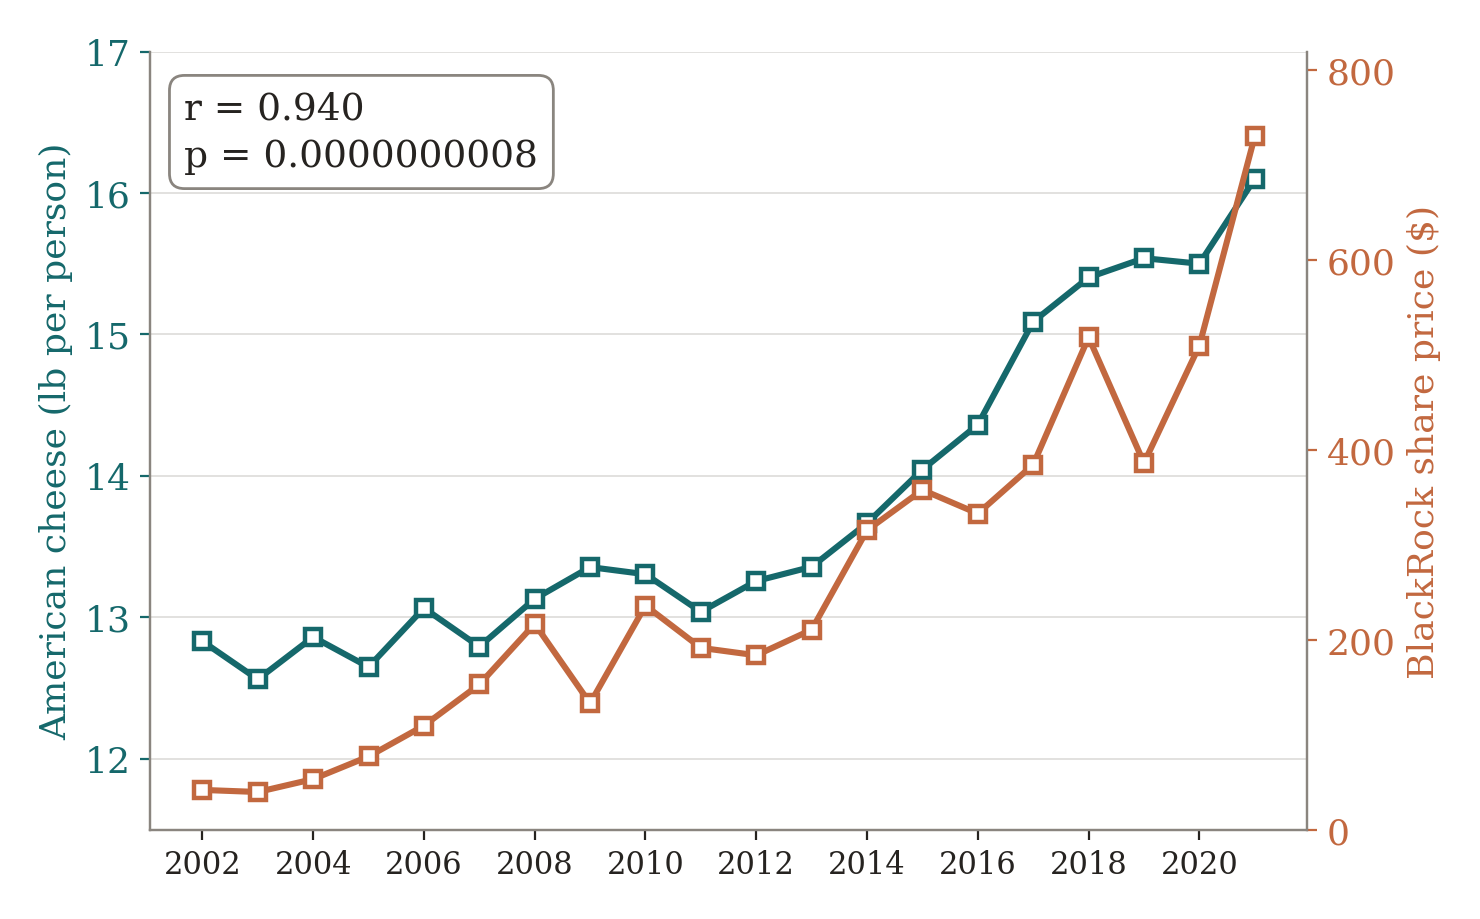 r = 0.940
p = 0.0000000008
American cheese (lb per person)
17
16
15
14
13
12
BlackRock share price ($)
800
600
400
200
0
2002 2004 2006 2008 2010 2012 2014 2016 2018 2020